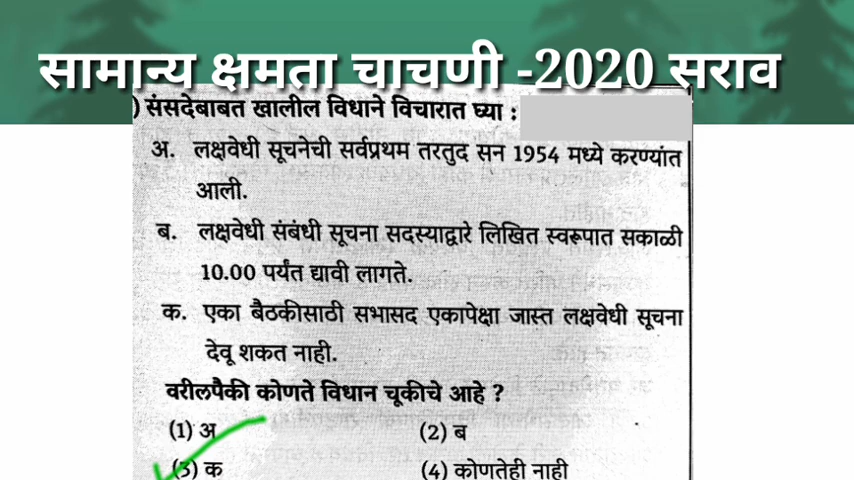 सामान्य क्षमता चाचणी -2020 सराव
) संसदेबाबत खालील विधाने विचारात घ्या :
अ. लक्षवेधी सूचनेची सर्वप्रथम तरतुद सन 1954 मध्ये करण्यांत
आली.
ब. लक्षवेधी संबंधी सूचना सदस्याद्वारे लिखित स्वरूपात सकाळी
10.00 पर्यंत द्यावी लागते.
क. एका बैठकीसाठी सभासद एकापेक्षा जास्त लक्षवेधी सूचना
देवू शकत नाही.
वरीलपैकी कोणते विधान चूकीचे आहे ?
(1) अ (2) ब
(3) क (4) कोणतेही नाही